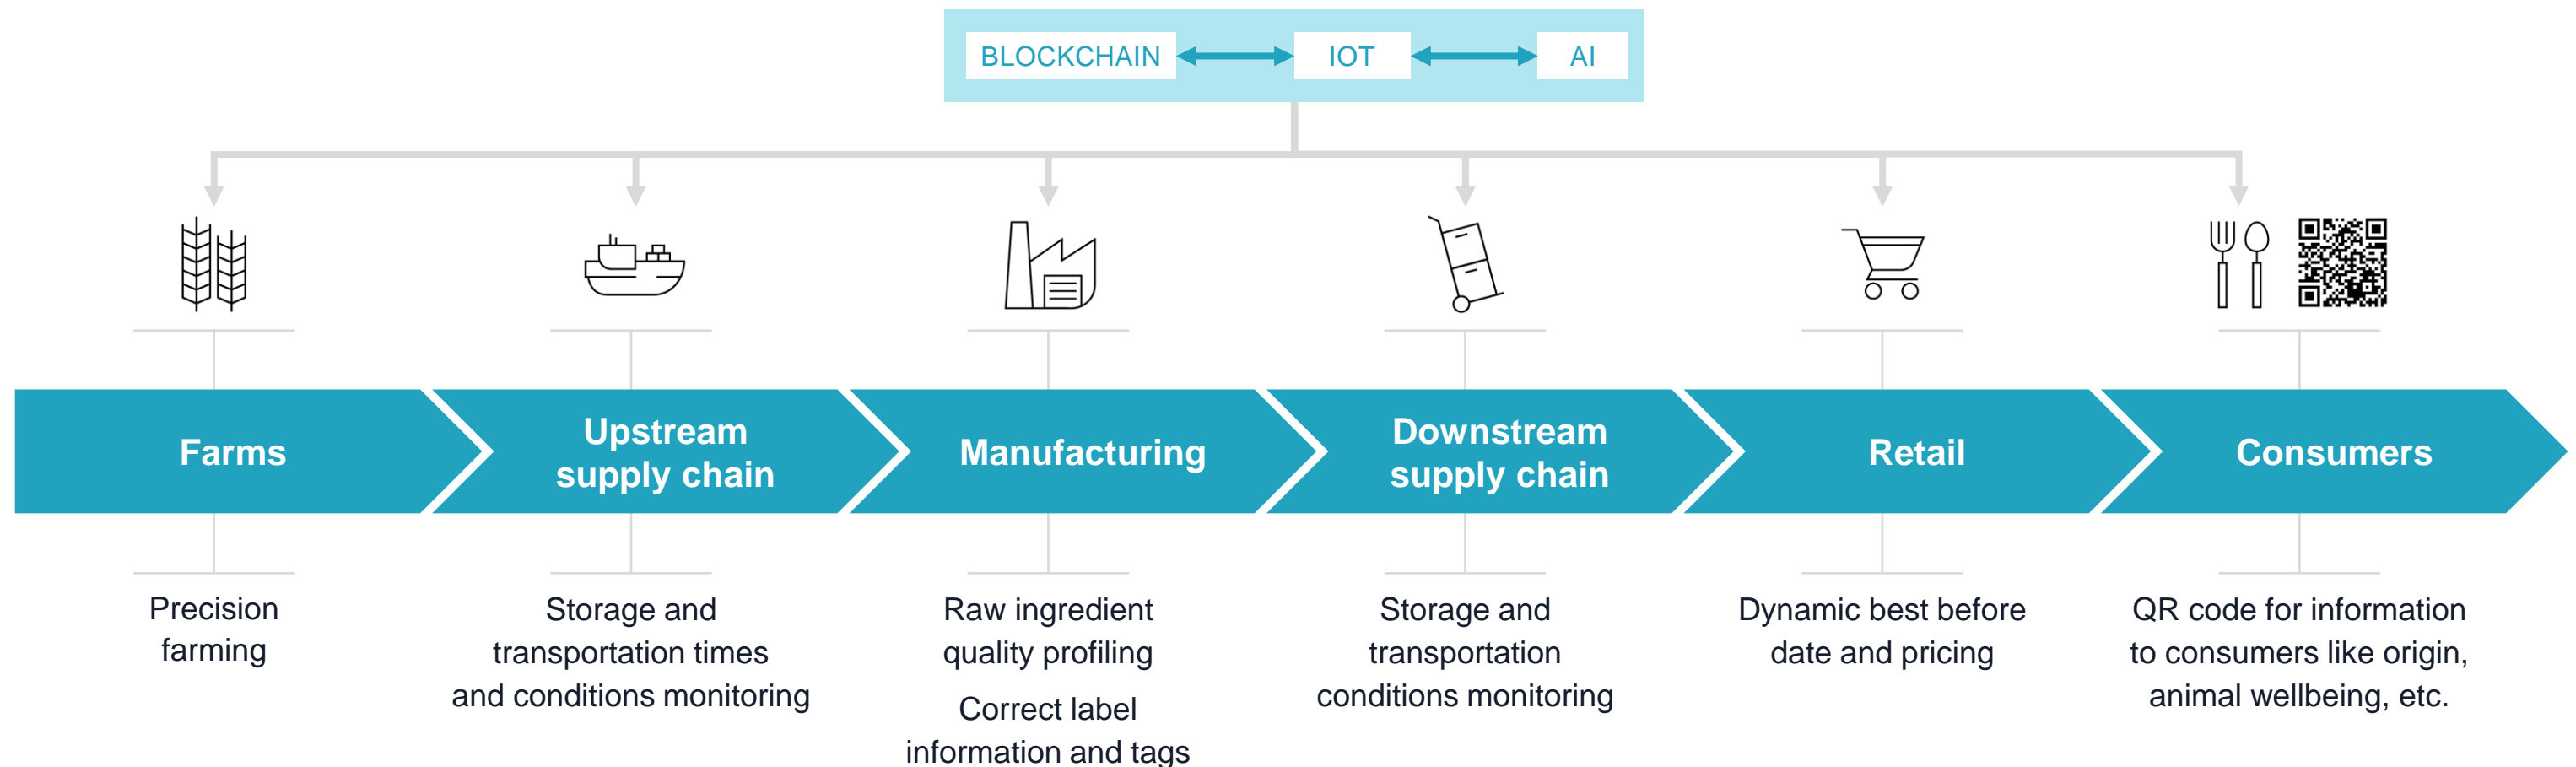 BLOCKCHAIN
IOT
AI
Farms
Upstream
supply chain
Manufacturing
Downstream
supply chain
Retail
Consumers
Precision
farming
Storage and
transportation times
and conditions monitoring
Raw ingredient
quality profiling
Correct label
information and tags
Storage and
transportation
conditions monitoring
Dynamic best before
date and pricing
QR code for information
to consumers like origin,
animal wellbeing, etc.